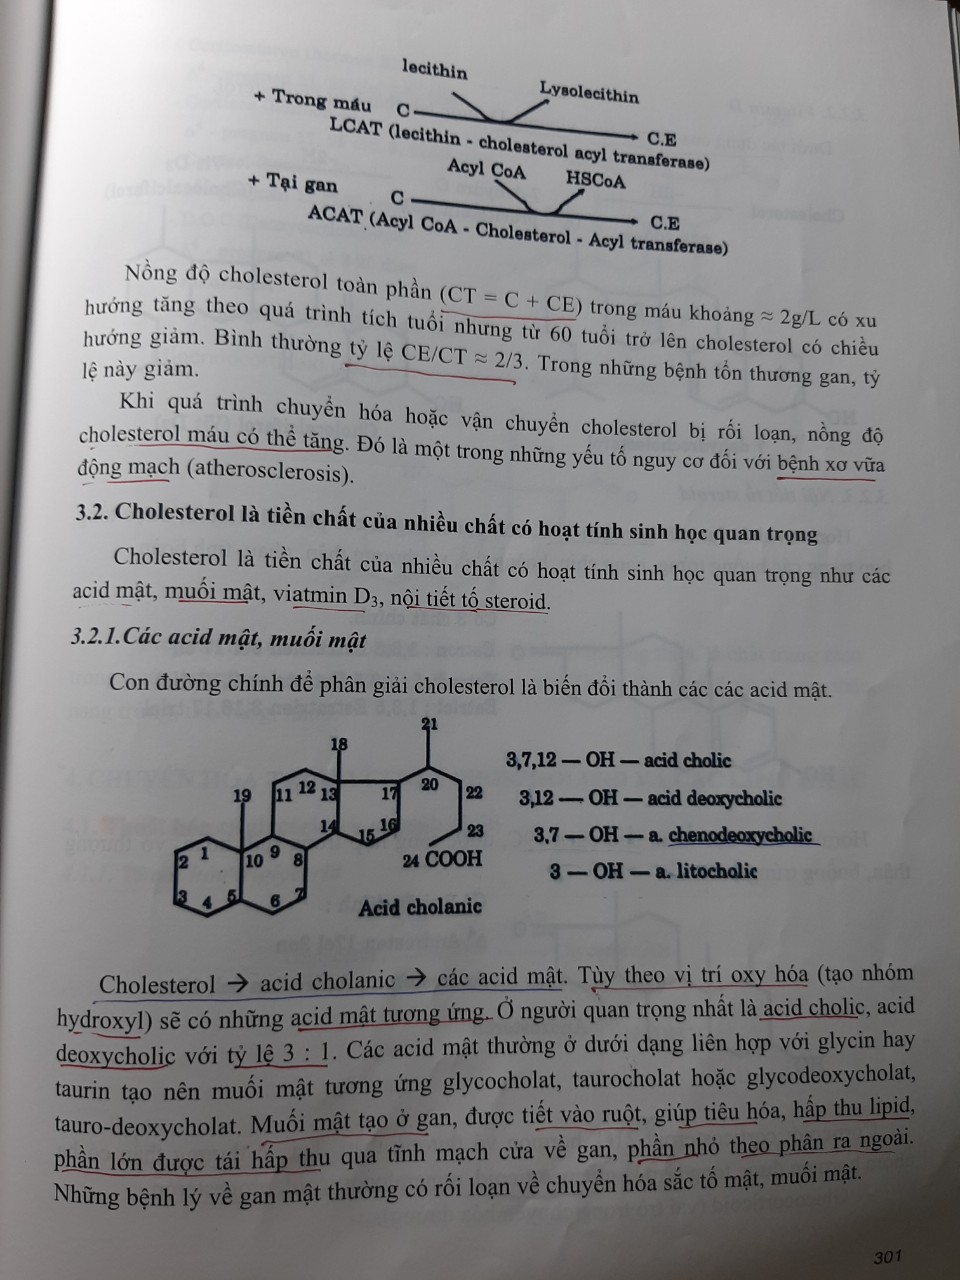 lecithin
Lysolecithin
+ Trong máu C
C.E
LCAT (lecithin - cholesterol acyl transferase)
Acyl CoA HSCoA
+ Tại gan C
C.E
ACAT (Acyl CoA - Cholesterol - Acyl transferase)
Nồng độ cholesterol toàn phần (CT = C + CE) trong máu khoảng ≈ 2g/L có xu
hướng tăng theo quá trình tích tuổi nhưng từ 60 tuổi trở lên cholesterol có chiều
hướng giảm. Bình thường tỷ lệ CE/CT ≈ 2/3. Trong những bệnh tổn thương gan, tỷ
lệ này giảm.
Khi quá trình chuyển hóa hoặc vận chuyển cholesterol bị rối loạn, nồng độ
cholesterol máu có thể tăng. Đó là một trong những yếu tố nguy cơ đối với bệnh xơ vữa
động mạch (atherosclerosis).
3.2. Cholesterol là tiền chất của nhiều chất có hoạt tính sinh học quan trọng
Cholesterol là tiền chất của nhiều chất có hoạt tính sinh học quan trọng như các
acid mật, muối mật, viatmin D3, nội tiết tố steroid.
3.2.1.Các acid mật, muối mật
Con đường chính để phân giải cholesterol là biến đổi thành các các acid mật.
21
18
19 11 12 13 17 20 22
14 15 16 23
2 1 10 9 8 24 COOH
3 4 5 6 7
Acid cholanic
3,7,12 — OH — acid cholic
3,12 — OH — acid deoxycholic
3,7 — OH — a. chenodeoxycholic
3 — OH — a. litocholic
Cholesterol → acid cholanic → các acid mật. Tùy theo vị trí oxy hóa (tạo nhóm
hydroxyl) sẽ có những acid mật tương ứng. Ở người quan trọng nhất là acid cholic, acid
deoxycholic với tỷ lệ 3 : 1. Các acid mật thường ở dưới dạng liên hợp với glycin hay
taurin tạo nên muối mật tương ứng glycocholat, taurocholat hoặc glycodeoxycholat,
tauro-deoxycholat. Muối mật tạo ở gan, được tiết vào ruột, giúp tiêu hóa, hấp thu lipid,
phần lớn được tái hấp thu qua tĩnh mạch cửa về gan, phần nhỏ theo phân ra ngoài.
Những bệnh lý về gan mật thường có rối loạn về chuyển hóa sắc tố mật, muối mật.
301